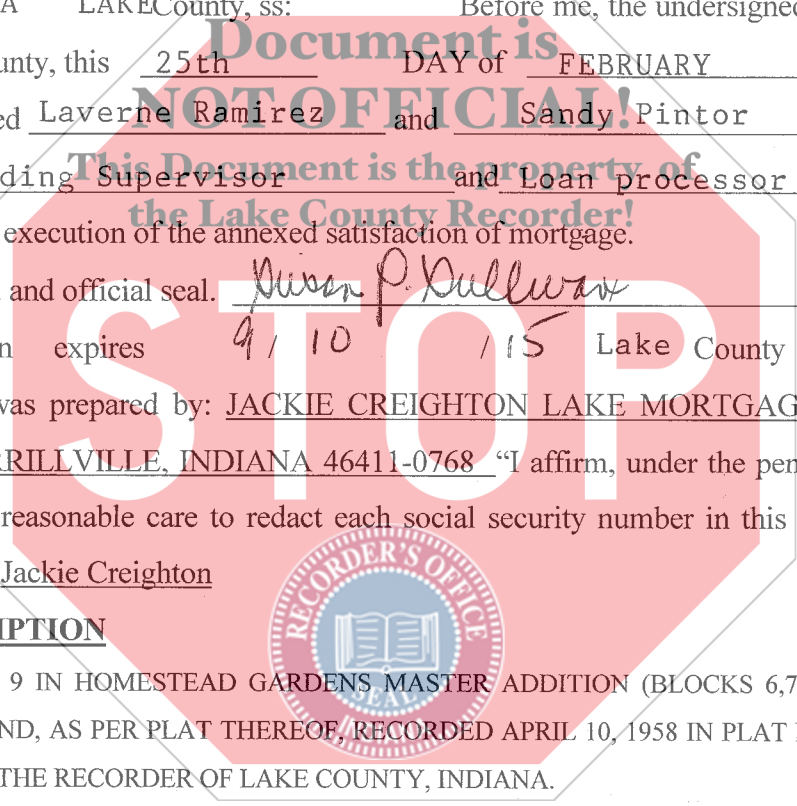 A LAKECounty, ss: Before me, the undersigned
Document is
unty, this 25th DAY of FEBRUARY
NOT OFFICIAL!
ed Laverne Ramirez and Sandy Pintor
This Document is the property of
ding Supervisor and Loan processor
the Lake County Recorder!
execution of the annexed satisfaction of mortgage.
and official seal. Susan P. Sullivan
n expires 9/10/15 Lake County
STOP
was prepared by: JACKIE CREIGHTON LAKE MORTGAG
RRILLVILLE, INDIANA 46411-0768 “I affirm, under the pen
reasonable care to redact each social security number in this
Jackie Creighton
RECORDER'S OFFICE
IPTION
9 IN HOMESTEAD GARDENS MASTER ADDITION (BLOCKS 6,7
SEAL
ND, AS PER PLAT THEREOF, RECORDED APRIL 10, 1958 IN PLAT
THE RECORDER OF LAKE COUNTY, INDIANA.